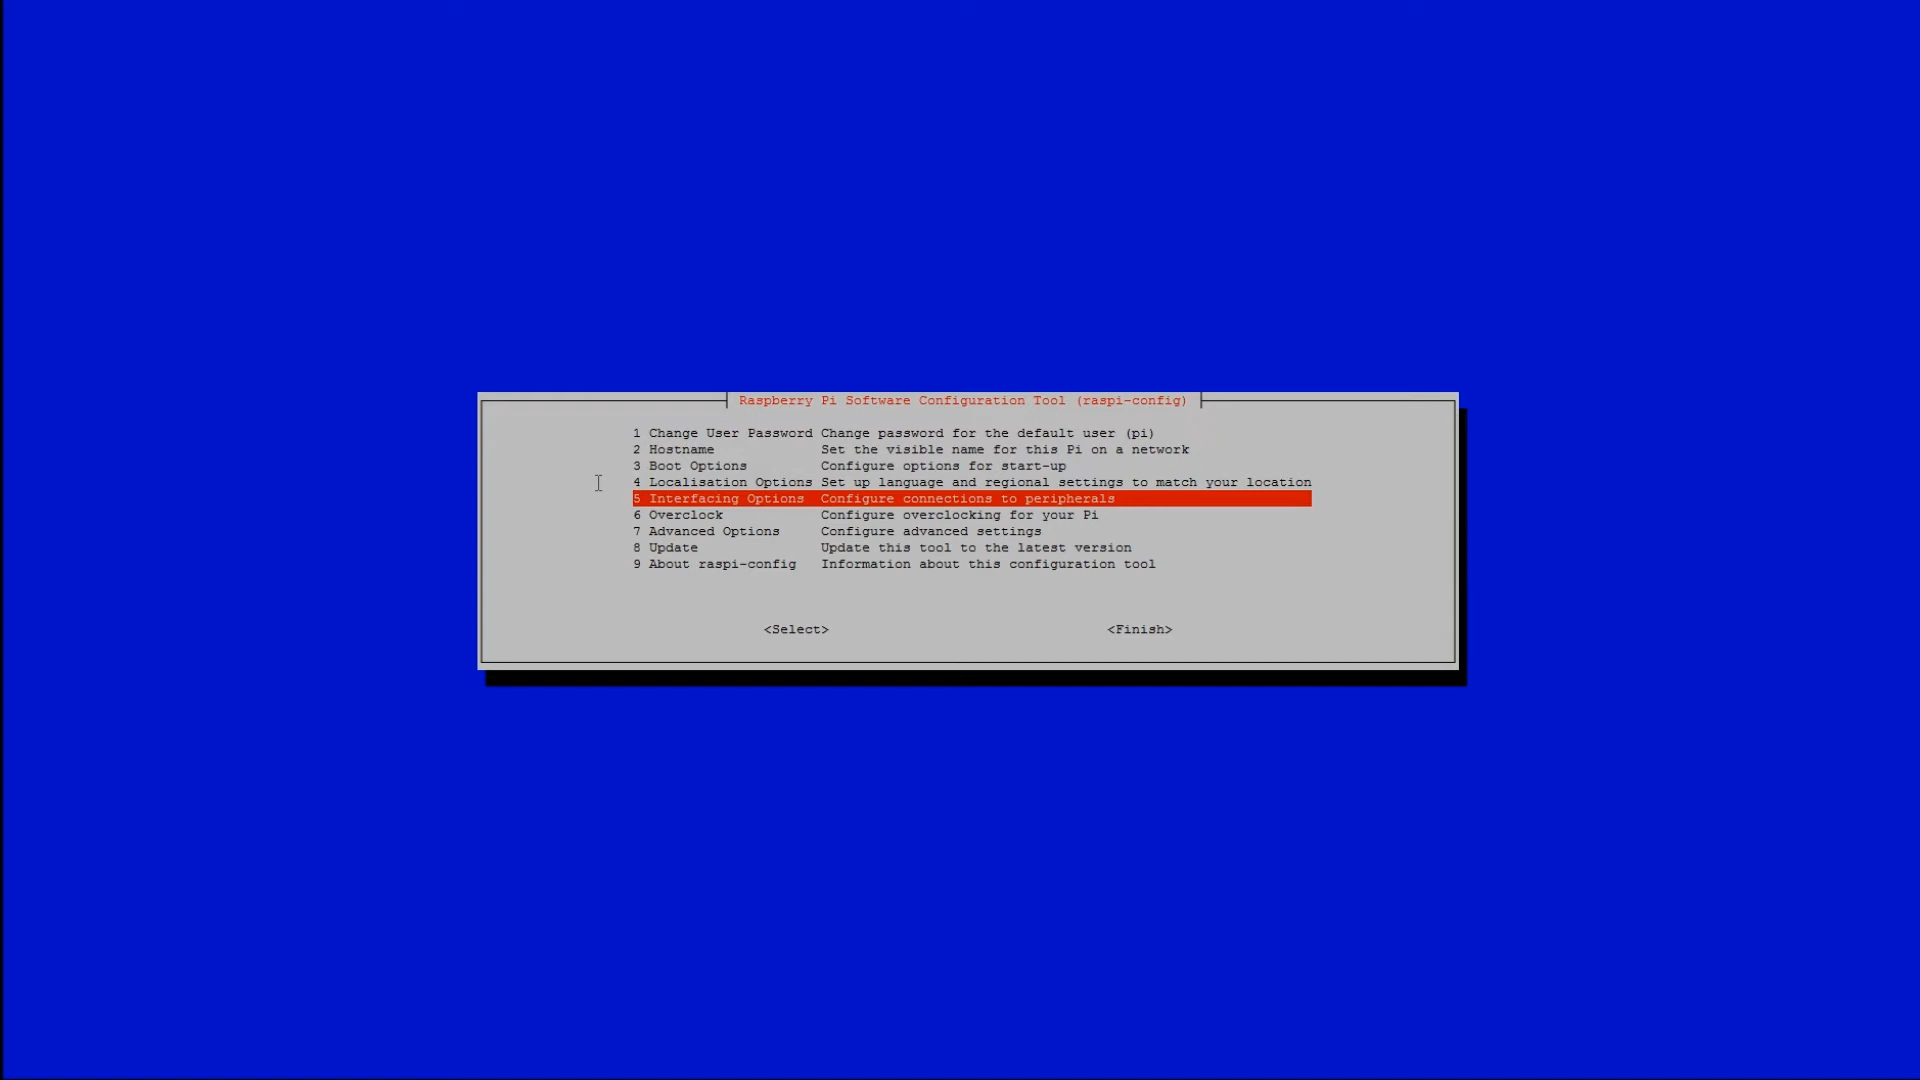 Raspberry Pi Software Configuration Tool (raspi-config)
1 Change User Password Change password for the default user (pi)
2 Hostname Set the visible name for this Pi on a network
3 Boot Options Configure options for start-up
4 Localisation Options Set up language and regional settings to match your location
5 Interfacing Options Configure connections to peripherals
6 Overclock Configure overclocking for your Pi
7 Advanced Options Configure advanced settings
8 Update Update this tool to the latest version
9 About raspi-config Information about this configuration tool
<Select> <Finish>